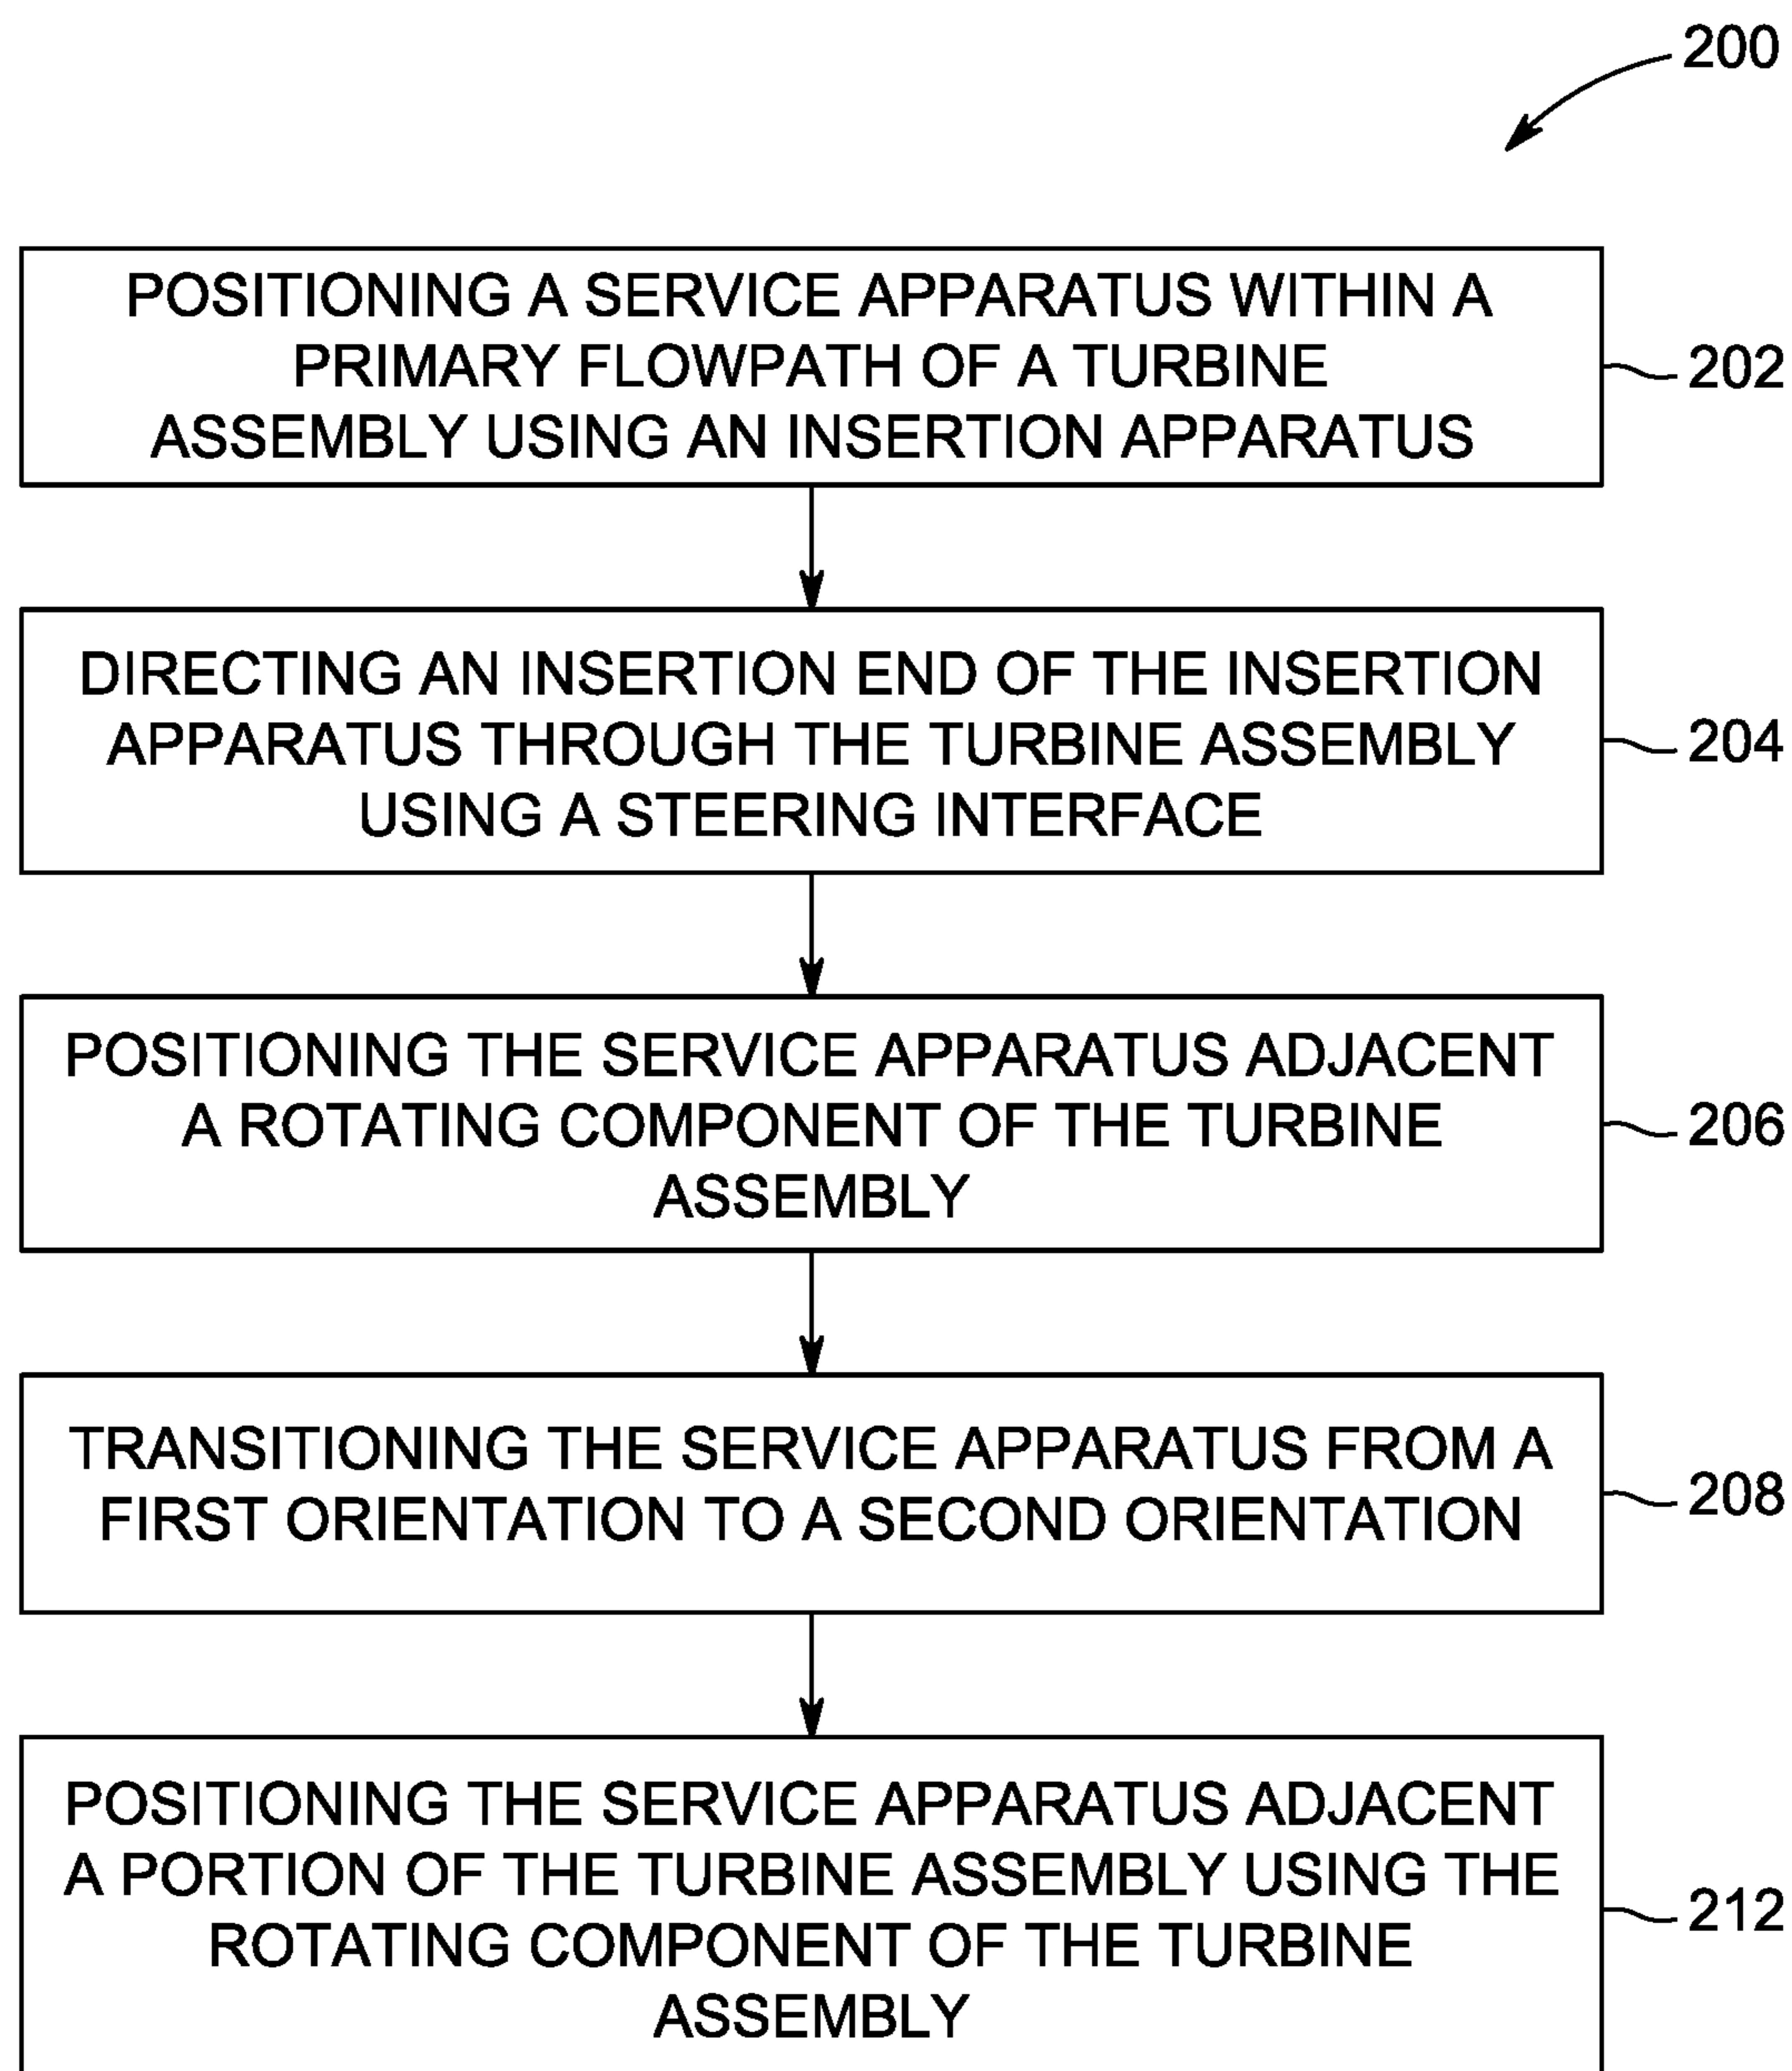 200
POSITIONING A SERVICE APPARATUS WITHIN A
PRIMARY FLOWPATH OF A TURBINE
ASSEMBLY USING AN INSERTION APPARATUS
202
DIRECTING AN INSERTION END OF THE INSERTION
APPARATUS THROUGH THE TURBINE ASSEMBLY
USING A STEERING INTERFACE
204
POSITIONING THE SERVICE APPARATUS ADJACENT
A ROTATING COMPONENT OF THE TURBINE
ASSEMBLY
206
TRANSITIONING THE SERVICE APPARATUS FROM A
FIRST ORIENTATION TO A SECOND ORIENTATION
208
POSITIONING THE SERVICE APPARATUS ADJACENT
A PORTION OF THE TURBINE ASSEMBLY USING THE
ROTATING COMPONENT OF THE TURBINE
ASSEMBLY
212